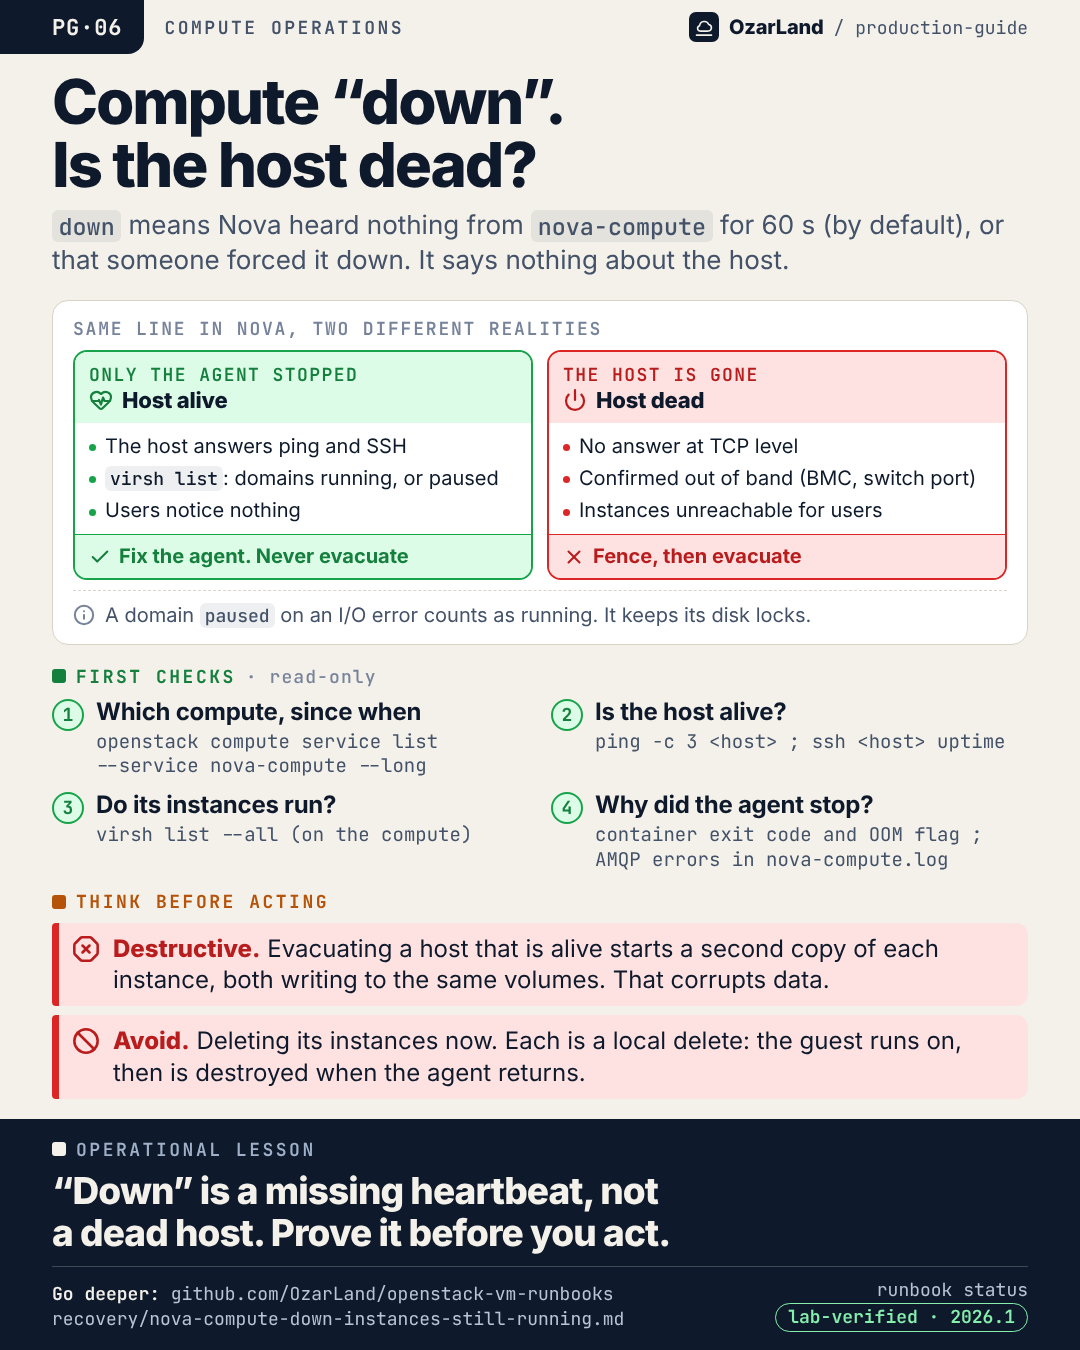 PG·06
COMPUTE OPERATIONS
OzarLand / production-guide
Compute “down”.
Is the host dead?
down means Nova heard nothing from nova-compute for 60 s (by default), or
that someone forced it down. It says nothing about the host.
SAME LINE IN NOVA, TWO DIFFERENT REALITIES
ONLY THE AGENT STOPPED
Host alive
• The host answers ping and SSH
• virsh list: domains running, or paused
• Users notice nothing
Fix the agent. Never evacuate
THE HOST IS GONE
Host dead
• No answer at TCP level
• Confirmed out of band (BMC, switch port)
• Instances unreachable for users
Fence, then evacuate
A domain paused on an I/O error counts as running. It keeps its disk locks.
FIRST CHECKS · read-only
1 Which compute, since when
openstack compute service list
--service nova-compute --long
2 Is the host alive?
ping -c 3 <host> ; ssh <host> uptime
3 Do its instances run?
virsh list --all (on the compute)
4 Why did the agent stop?
container exit code and OOM flag ;
AMQP errors in nova-compute.log
THINK BEFORE ACTING
Destructive. Evacuating a host that is alive starts a second copy of each
instance, both writing to the same volumes. That corrupts data.
Avoid. Deleting its instances now. Each is a local delete: the guest runs on,
then is destroyed when the agent returns.
OPERATIONAL LESSON
“Down” is a missing heartbeat, not
a dead host. Prove it before you act.
Go deeper: github.com/OzarLand/openstack-vm-runbooks
recovery/nova-compute-down-instances-still-running.md
runbook status
lab-verified · 2026.1